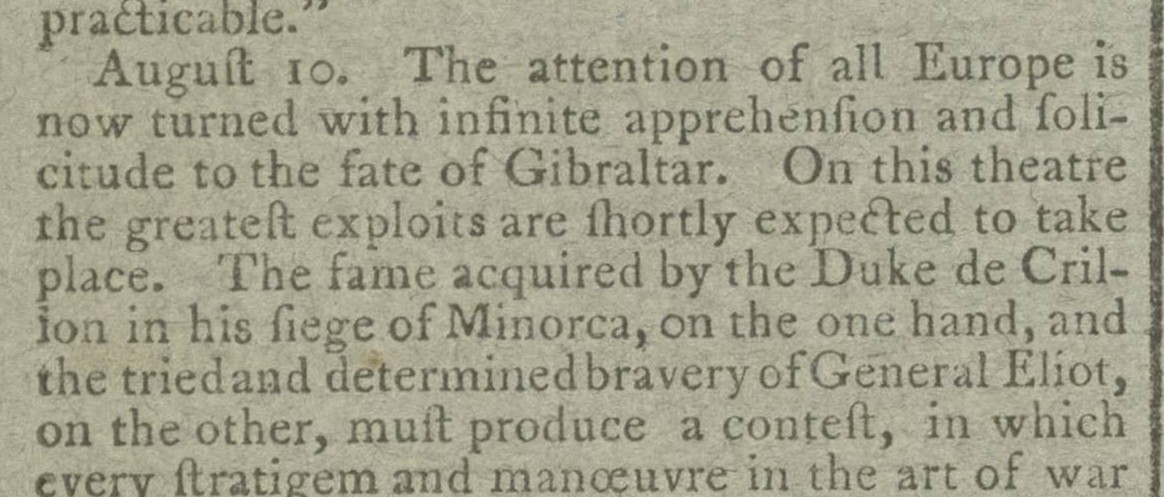 practicable."
Auguſt 10. The attention of all Europe is
now turned with infinite apprehenſion and ſoli-
citude to the fate of Gibraltar. On this theatre
the greateſt exploits are ſhortly expected to take
place. The fame acquired by the Duke de Cril-
lon in his ſiege of Minorca, on the one hand, and
the tried and determined bravery of General Eliot,
on the other, muſt produce a conteſt, in which
every ſtratigem and manœuvre in the art of war